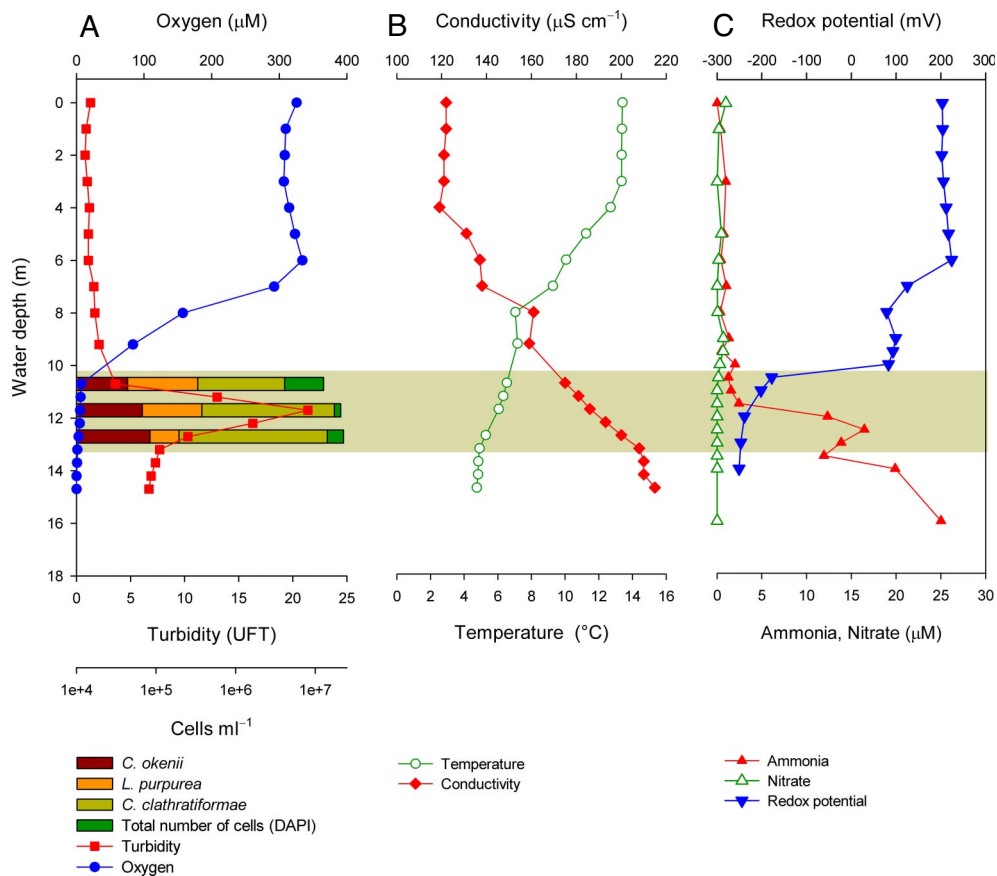 A
Oxygen (μM)
0 100 200 300 400
B
Conductivity (μS cm⁻¹)
100 120 140 160 180 200 220
C
Redox potential (mV)
-300 -200 -100 0 100 200 300
Water depth (m)
0
2
4
6
8
10
12
14
16
18
0 5 10 15 20 25
Turbidity (UFT)
0 2 4 6 8 10 12 14 16
Temperature (°C)
0 5 10 15 20 25 30
Ammonia, Nitrate (μM)
1e+4 1e+5 1e+6 1e+7
Cells ml⁻¹
C. okenii
L. purpurea
C. clathratiformae
Total number of cells (DAPI)
Turbidity
Oxygen
Temperature
Conductivity
Ammonia
Nitrate
Redox potential